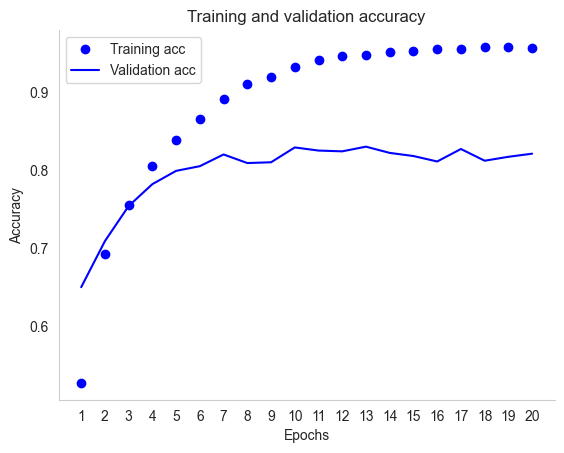 Training and validation accuracy
Training acc
Validation acc
0.9
0.8
0.7
0.6
Accuracy
1 2 3 4 5 6 7 8 9 10 11 12 13 14 15 16 17 18 19 20
Epochs